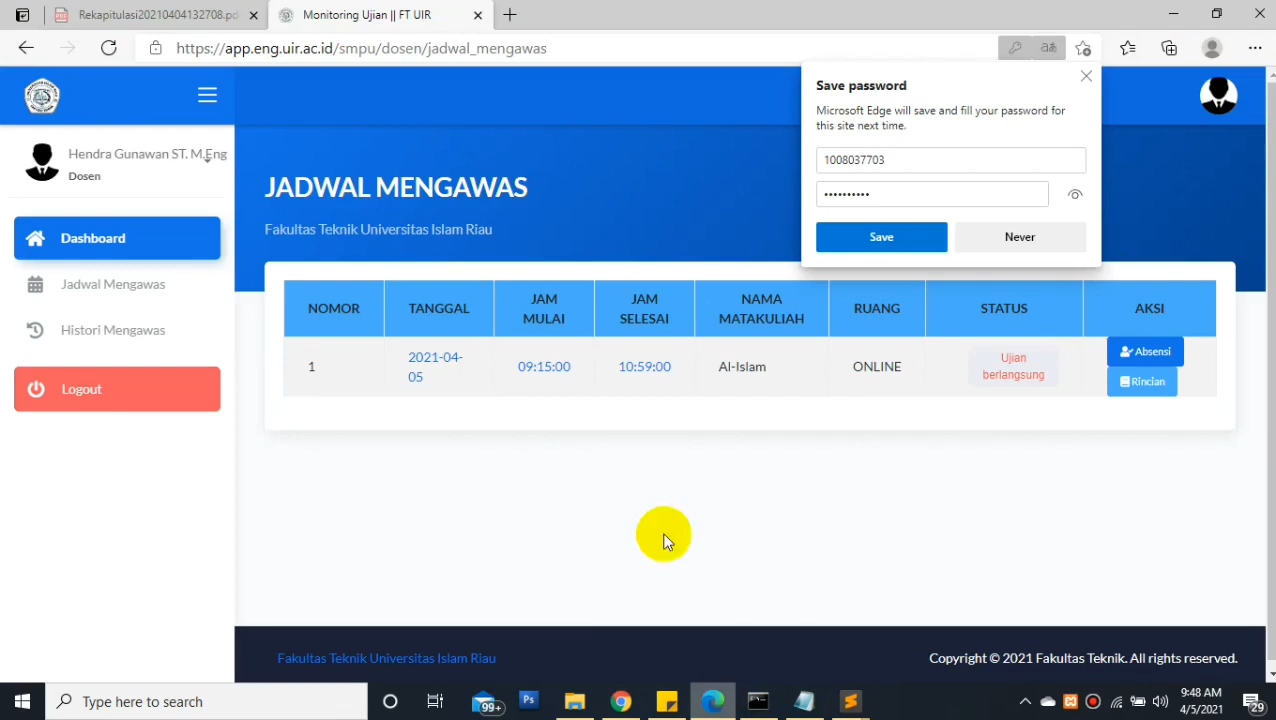 Rekapitulasi20210404132708.pd
Monitoring Ujian || FT UIR
https://app.eng.uir.ac.id/smpu/dosen/jadwal_mengawas
Save password
Microsoft Edge will save and fill your password for
this site next time.
1008037703
••••••••••
Save
Never
Hendra Gunawan ST. M.Eng
Dosen
Dashboard
Jadwal Mengawas
Histori Mengawas
Logout
JADWAL MENGAWAS
Fakultas Teknik Universitas Islam Riau
NOMOR
TANGGAL
JAM
MULAI
JAM
SELESAI
NAMA
MATAKULIAH
RUANG
STATUS
AKSI
1
2021-04-
05
09:15:00
10:59:00
Al-Islam
ONLINE
Ujian
berlangsung
Absensi
Rincian
Fakultas Teknik Universitas Islam Riau
Copyright © 2021 Fakultas Teknik. All rights reserved.
Type here to search
99+
Ps
9:48 AM
4/5/2021
29